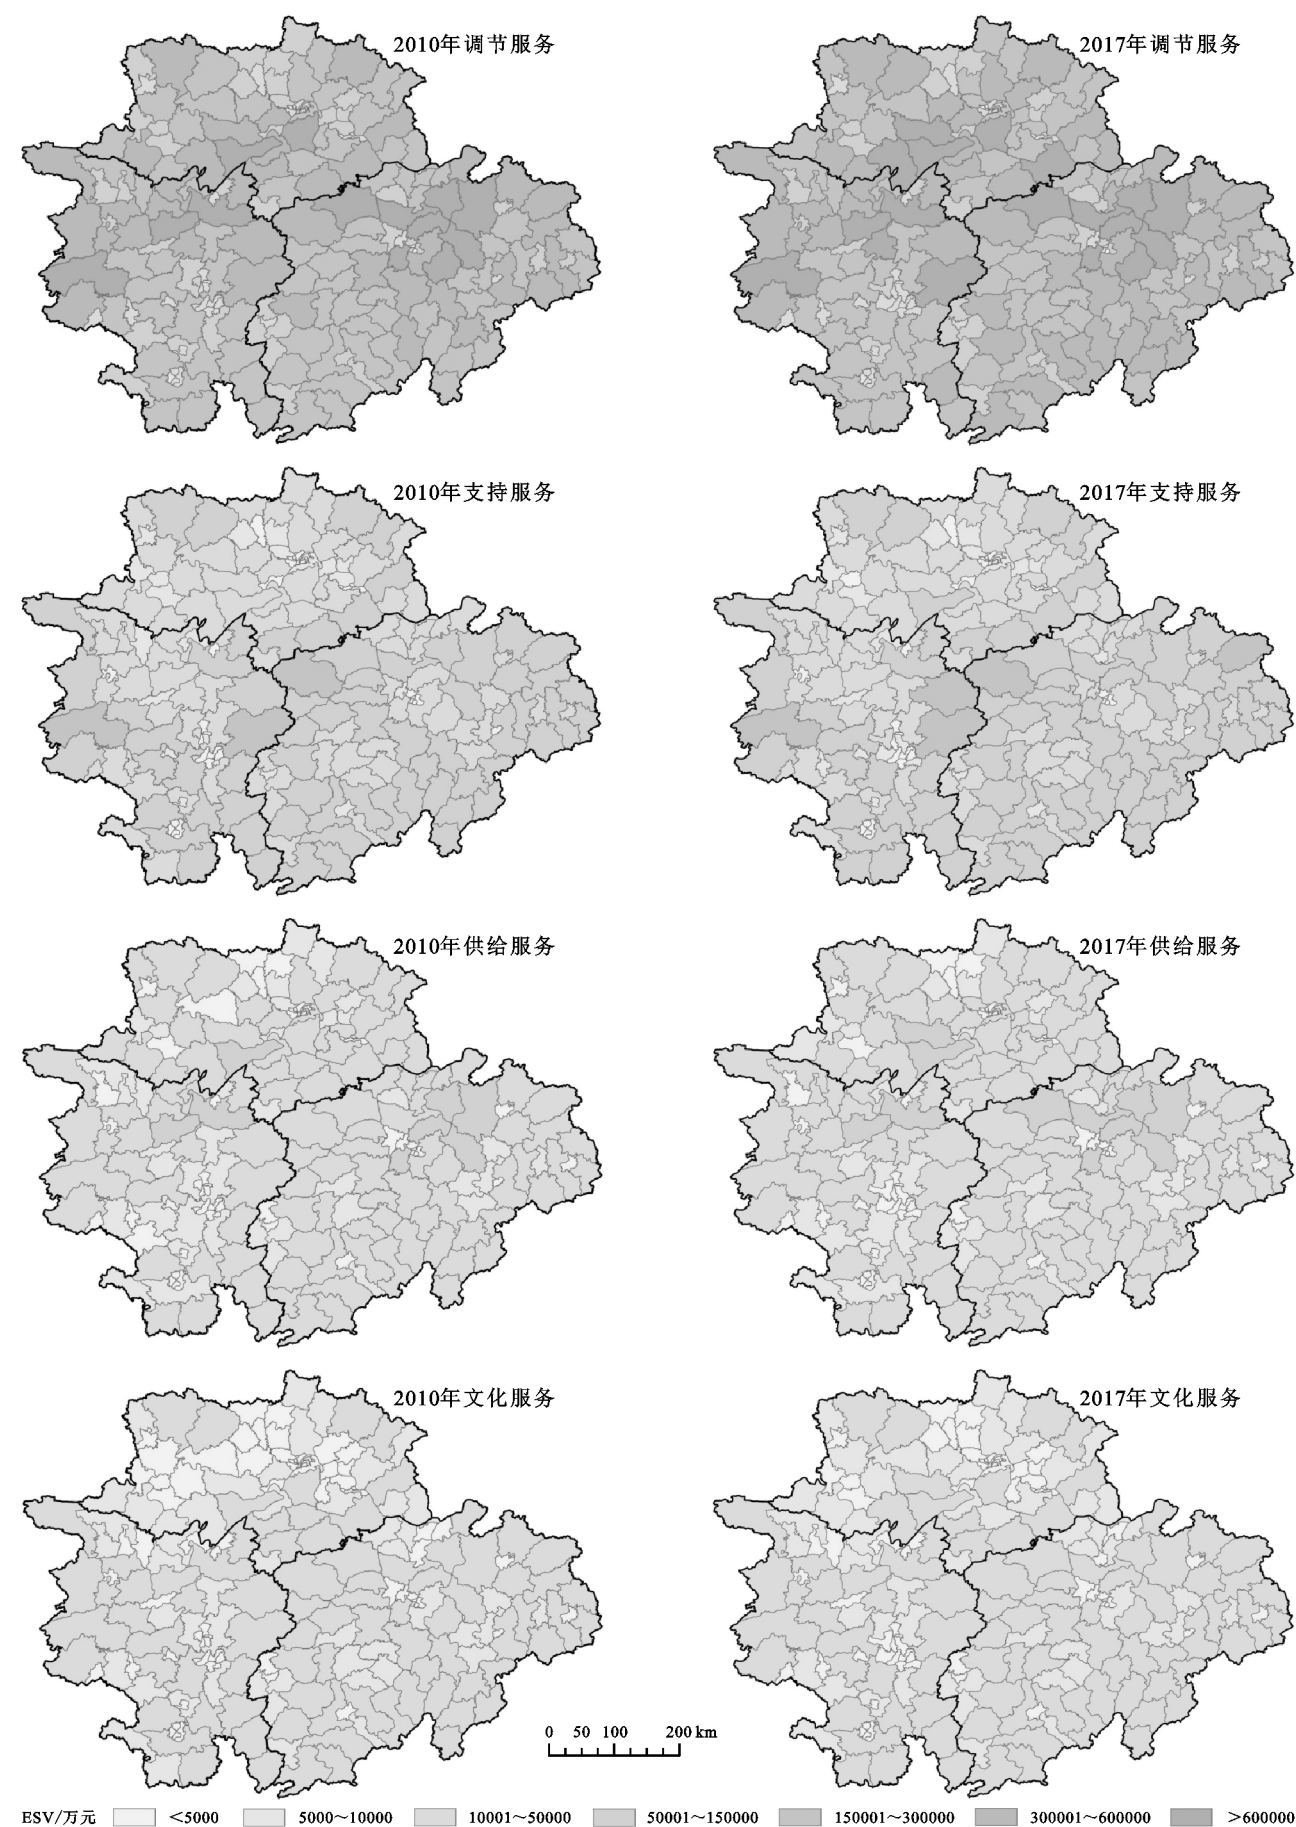 2010年调节服务
2017年调节服务
2010年支持服务
2017年支持服务
2010年供给服务
2017年供给服务
2010年文化服务
2017年文化服务
0 50 100 200 km
ESV/万元 <5000 5000～10000 10001～50000 50001～150000 150001～300000 300001～600000 >600000